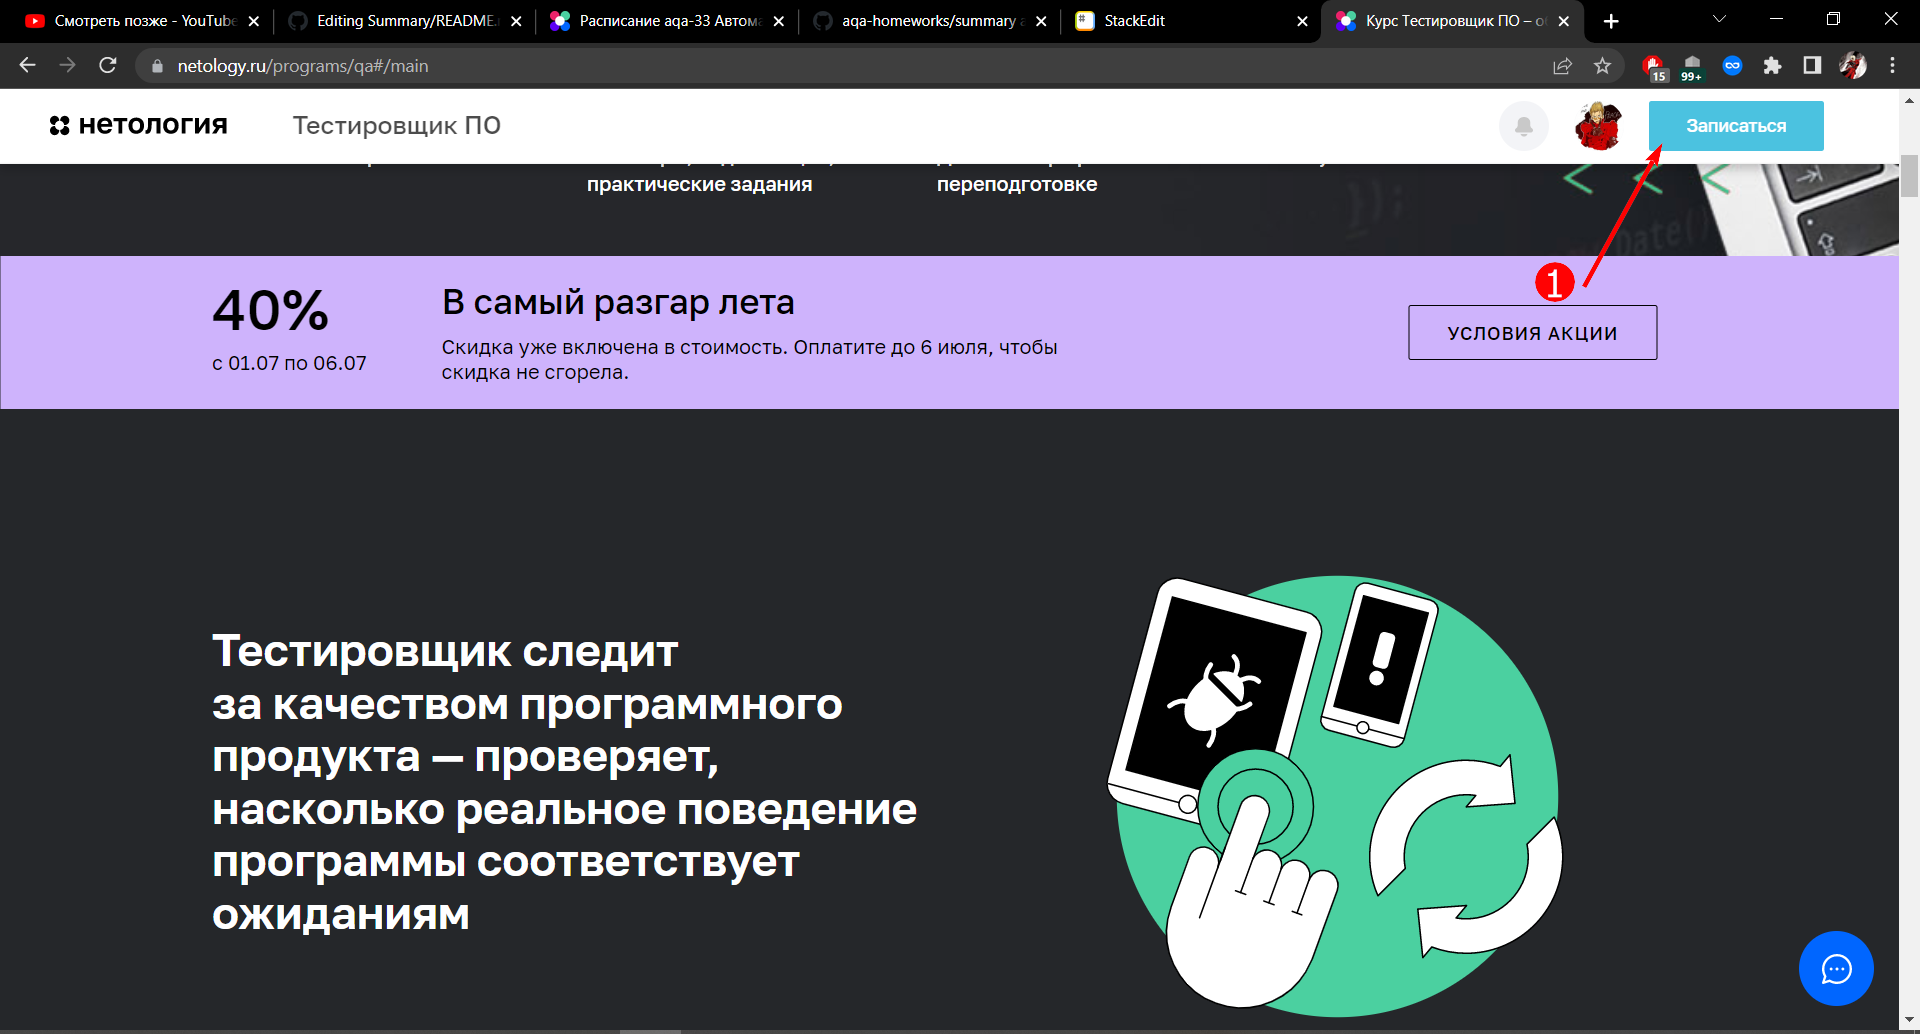 Смотреть позже - YouTube
Editing Summary/README.
Расписание aqa-33 Автома
aqa-homeworks/summary a
StackEdit
Курс Тестировщик ПО – о
netology.ru/programs/qa#/main
15
99+
нетология
Тестировщик ПО
Записаться
практические задания
переподготовке
});
Date()
40%
В самый разгар лета
1
с 01.07 по 06.07
Скидка уже включена в стоимость. Оплатите до 6 июля, чтобы
скидка не сгорела.
УСЛОВИЯ АКЦИИ
Тестировщик следит
за качеством программного
продукта — проверяет,
насколько реальное поведение
программы соответствует
ожиданиям